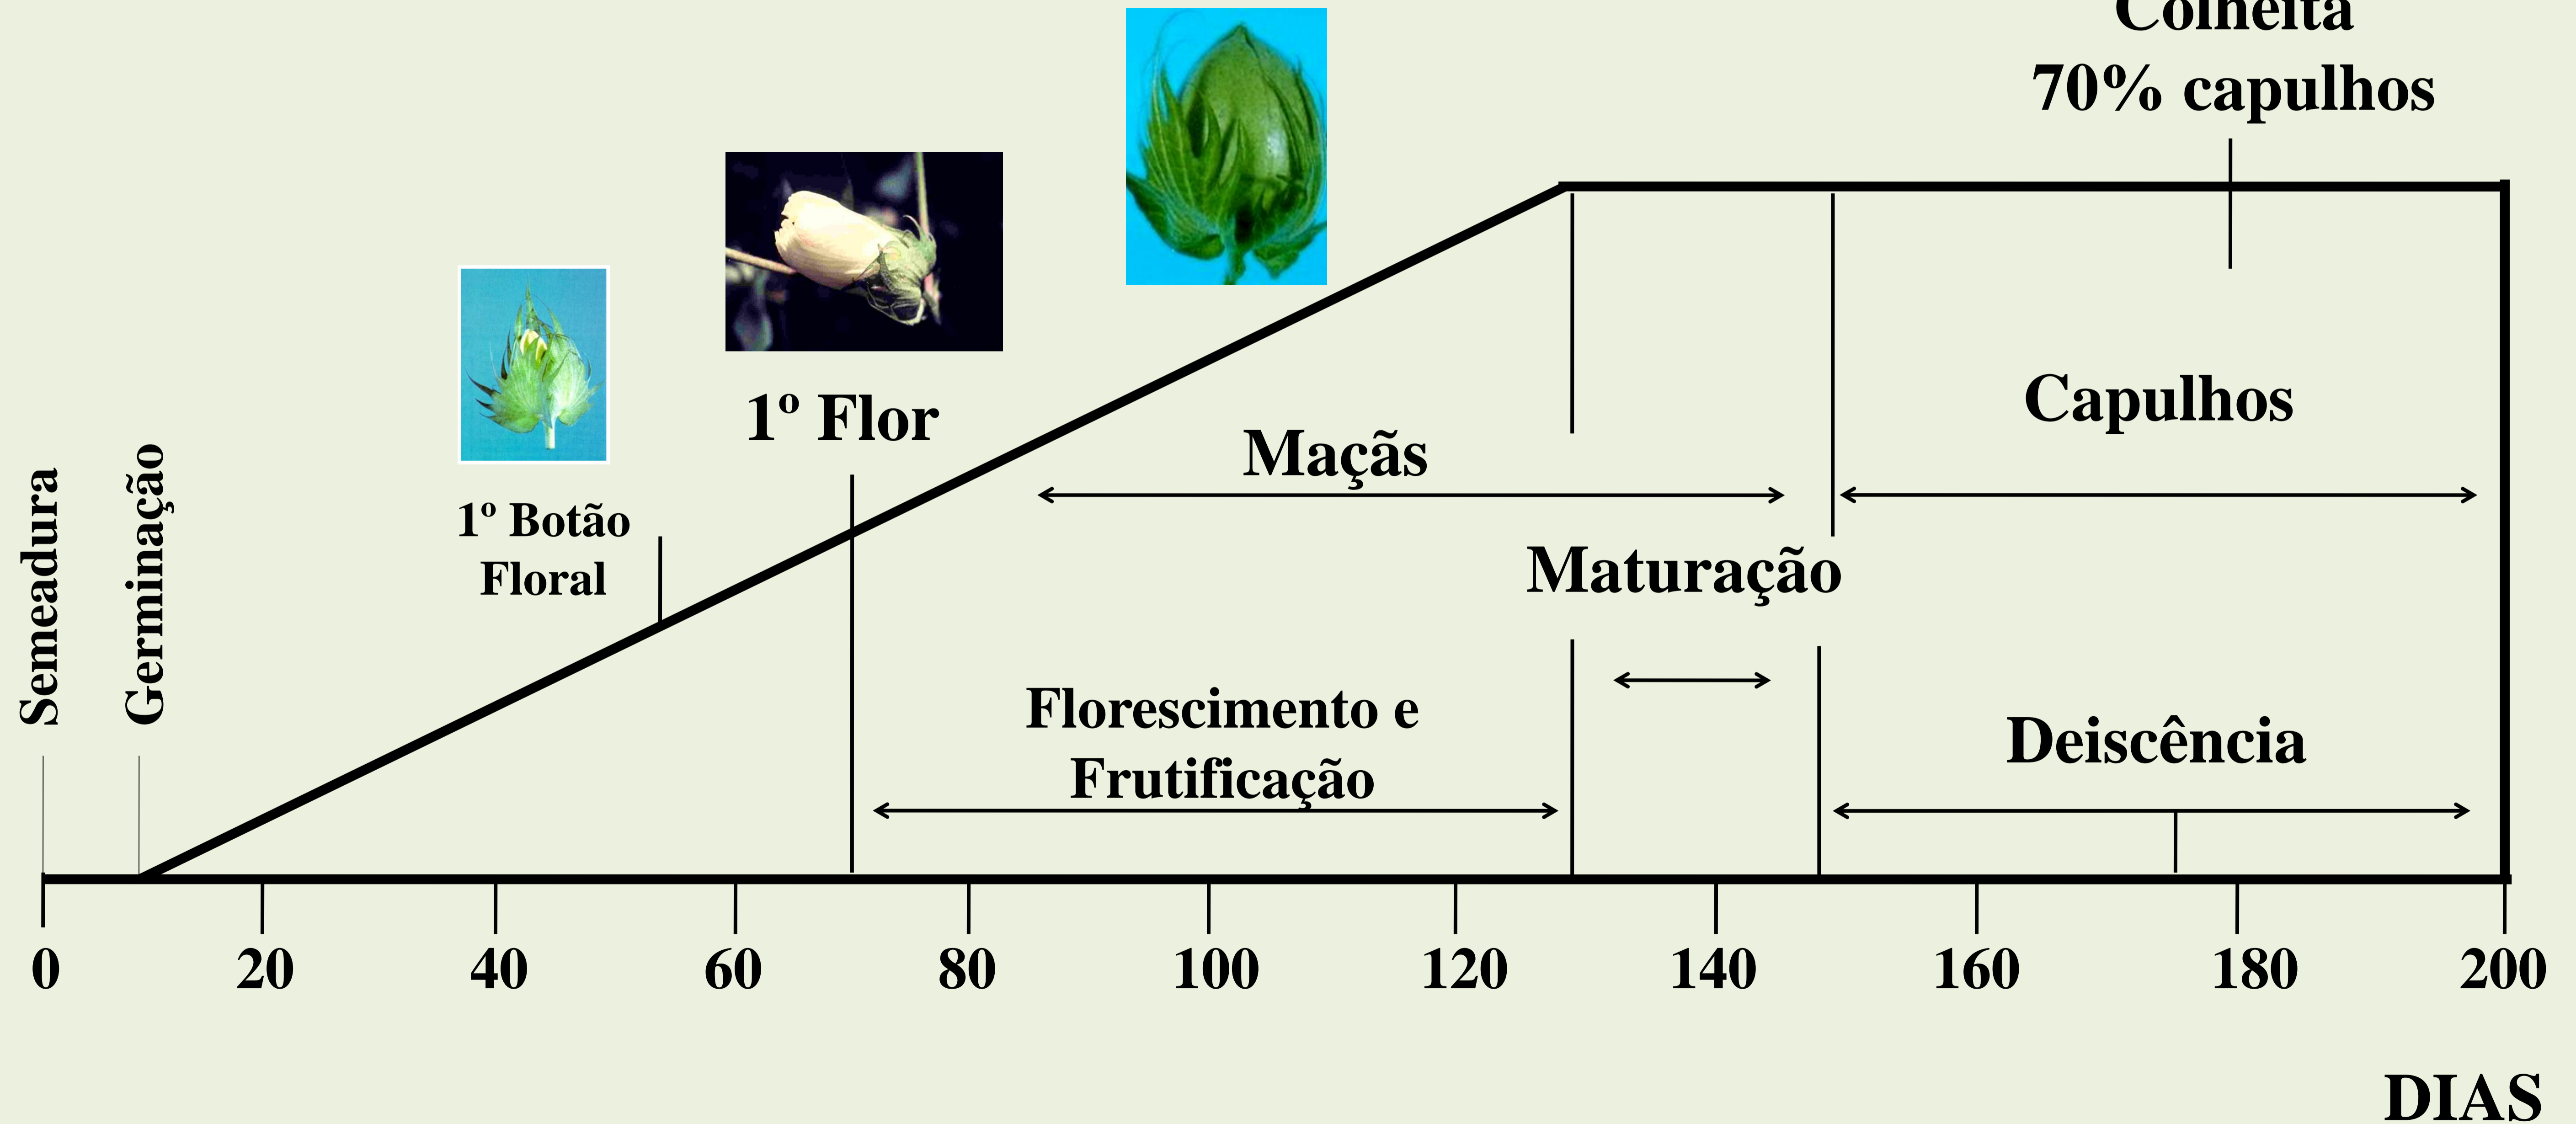 Colheita
70% capulhos
1º Flor
Capulhos
Maçãs
Semeadura
Germinação
1º Botão
Floral
Maturação
Florescimento e
Frutificação
Deiscência
0 20 40 60 80 100 120 140 160 180 200
DIAS